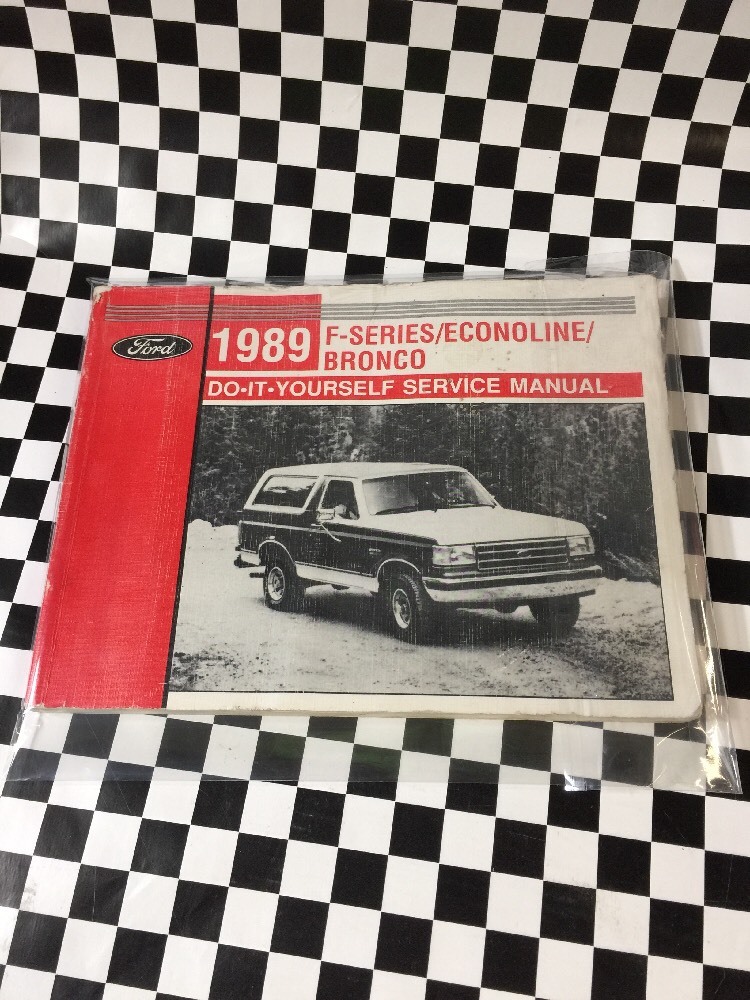 Ford
1989
F-SERIES/ECONOLINE/
BRONCO
DO-IT-YOURSELF SERVICE MANUAL